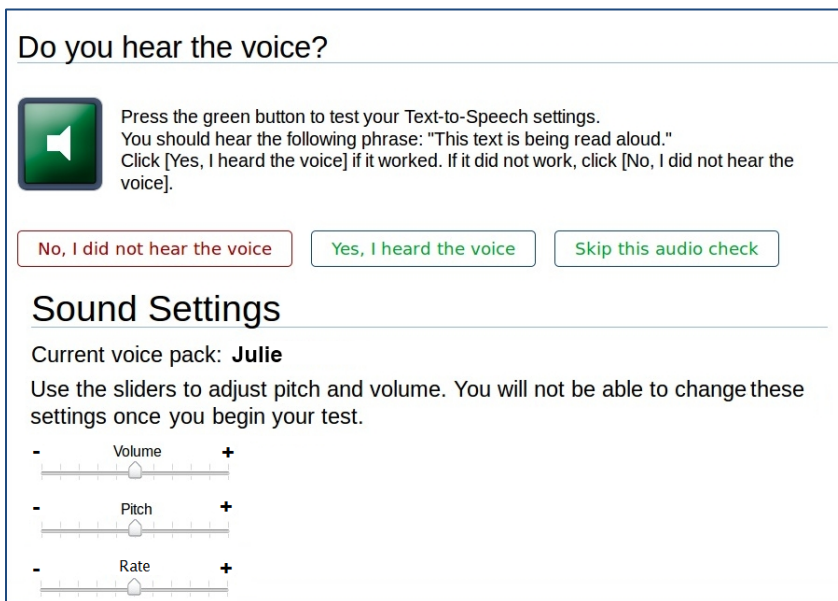 Do you hear the voice?
Press the green button to test your Text-to-Speech settings.
You should hear the following phrase: "This text is being read aloud."
Click [Yes, I heard the voice] if it worked. If it did not work, click [No, I did not hear the
voice].
No, I did not hear the voice
Yes, I heard the voice
Skip this audio check
Sound Settings
Current voice pack: Julie
Use the sliders to adjust pitch and volume. You will not be able to change these
settings once you begin your test.
- Volume +
- Pitch +
- Rate +